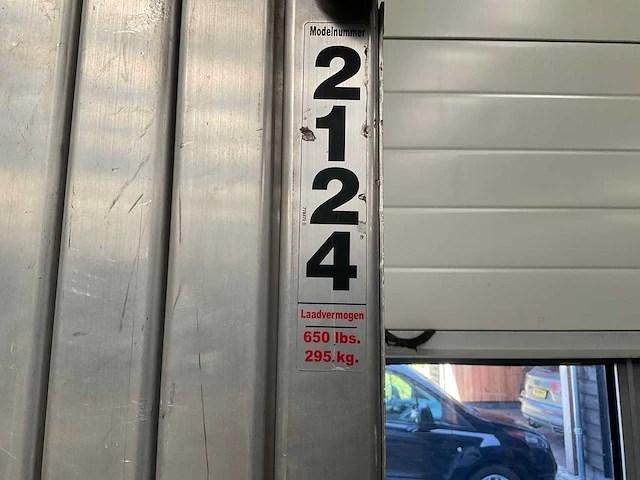 Modelnummer
2
1
2
4
Laadvermogen
650 lbs.
295 kg.